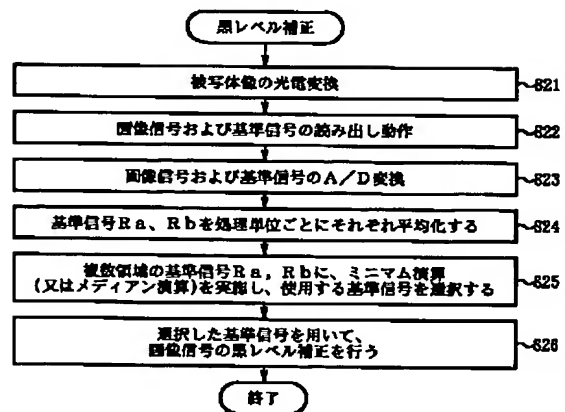 黒レベル補正
被写体像の光電変換
S21
画像信号および基準信号の読み出し動作
S22
画像信号および基準信号のA/D変換
S23
基準信号Ra、Rbを処理単位ごとにそれぞれ平均化する
S24
複数領域の基準信号Ra,Rbに、ミニマム演算
(又はメディアン演算)を実施し、使用する基準信号を選択する
S25
選択した基準信号を用いて、
画像信号の黒レベル補正を行う
S26
終了